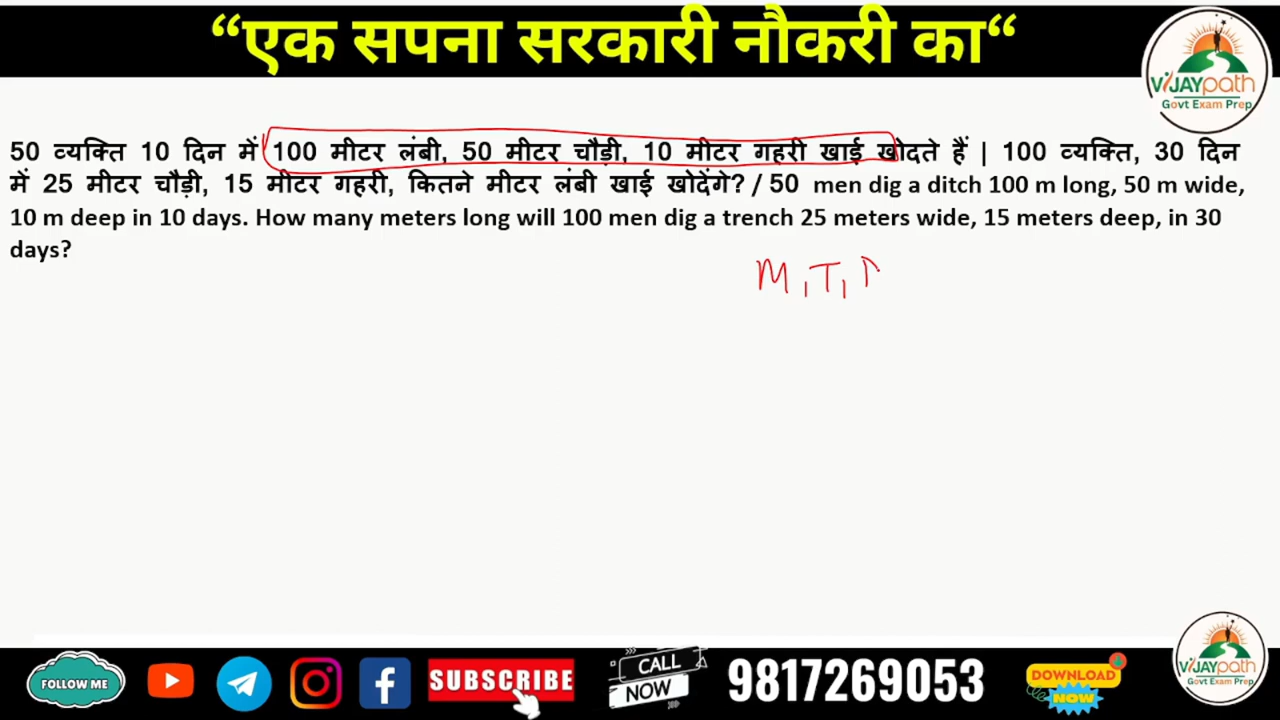 “एक सपना सरकारी नौकरी का“
VIJAYpath
Govt Exam Prep
50 व्यक्ति 10 दिन में 100 मीटर लंबी, 50 मीटर चौड़ी, 10 मीटर गहरी खाई खोदते हैं | 100 व्यक्ति, 30 दिन
में 25 मीटर चौड़ी, 15 मीटर गहरी, कितने मीटर लंबी खाई खोदेंगे? / 50 men dig a ditch 100 m long, 50 m wide,
10 m deep in 10 days. How many meters long will 100 men dig a trench 25 meters wide, 15 meters deep, in 30
days?
M, T,
VIJAYpath
Govt Exam Prep
FOLLOW ME
SUBSCRIBE
CALL
NOW
9817269053
DOWNLOAD
NOW